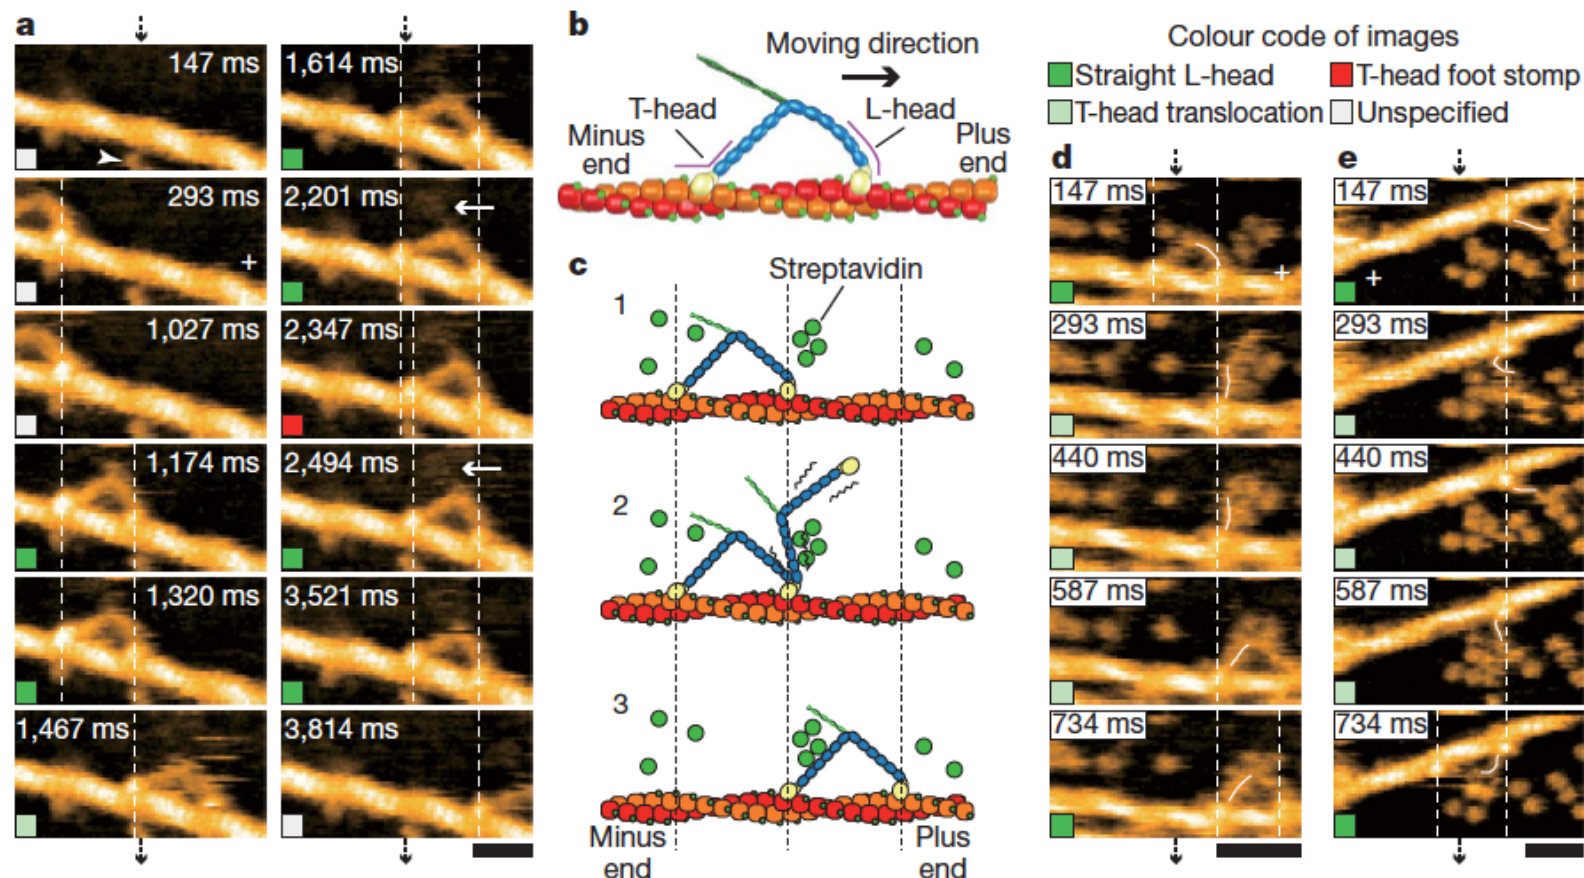 a
147 ms
293 ms
+
1,027 ms
1,174 ms
1,320 ms
1,467 ms
1,614 ms
2,201 ms
2,347 ms
2,494 ms
3,521 ms
3,814 ms
b
Moving direction
T-head
L-head
Minus
end
Plus
end
c
Streptavidin
1
2
3
Minus
end
Plus
end
Colour code of images
Straight L-head
T-head foot stomp
T-head translocation
Unspecified
d
147 ms
+
293 ms
440 ms
587 ms
734 ms
e
147 ms
+
293 ms
440 ms
587 ms
734 ms